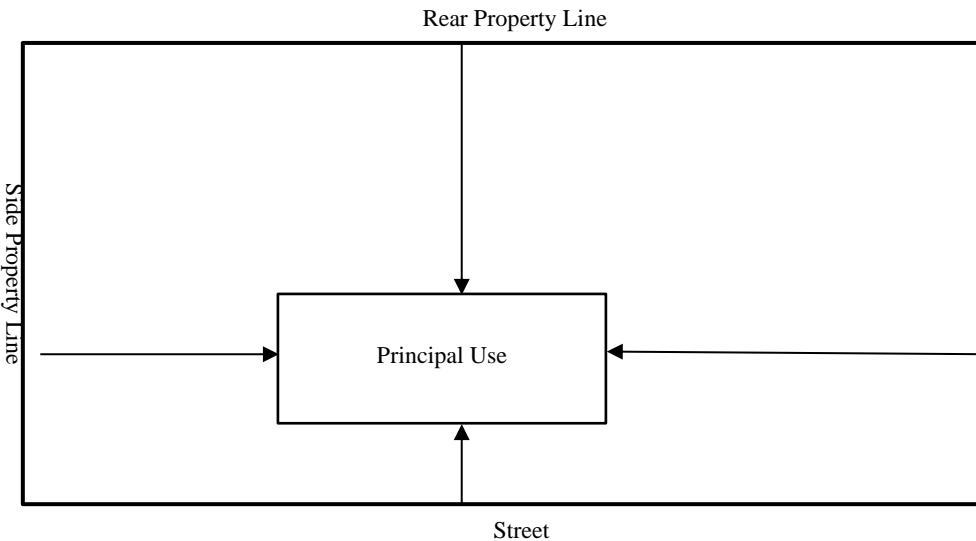 Rear Property Line
Side Property Line
Principal Use
Street